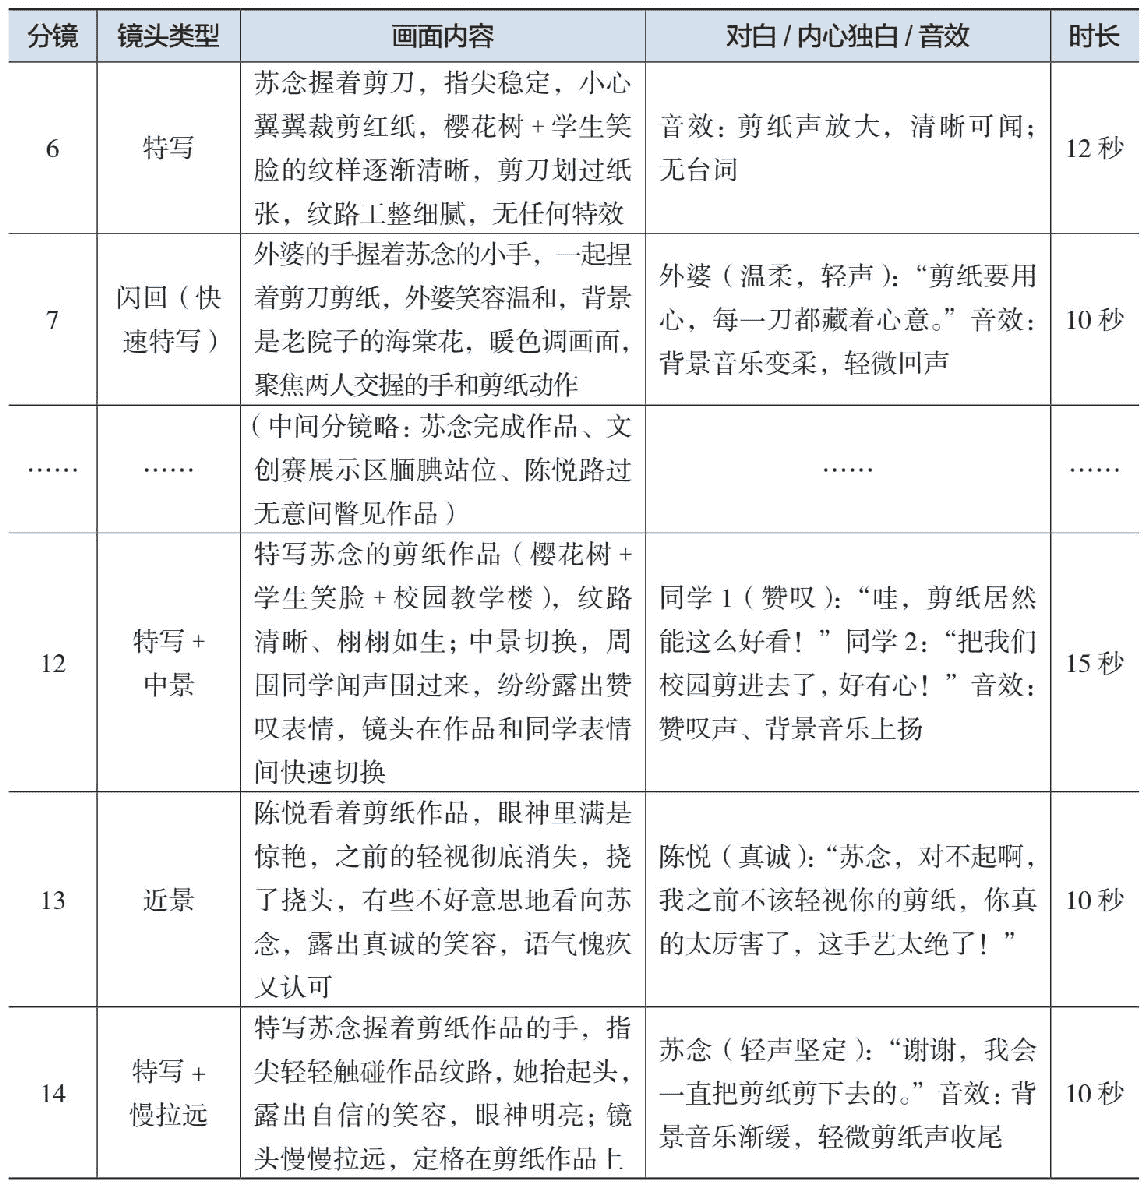 分镜 镜头类型 画面内容 对白 / 内心独白 / 音效 时长
6
特写
苏念握着剪刀，指尖稳定，小心
翼翼裁剪红纸，樱花树 + 学生笑
脸的纹样逐渐清晰，剪刀划过纸
张，纹路工整细腻，无任何特效
音效：剪纸声放大，清晰可闻；
无台词
12 秒
7
闪回（快
速特写）
外婆的手握着苏念的小手，一起捏
着剪刀剪纸，外婆笑容温和，背景
是老院子的海棠花，暖色调画面，
聚焦两人交握的手和剪纸动作
外婆（温柔，轻声）：“剪纸要用
心，每一刀都藏着心意。” 音效：
背景音乐变柔，轻微回声
10 秒
……
……
（中间分镜略：苏念完成作品、文
创赛展示区腼腆站位、陈悦路过
无意间瞥见作品）
……
……
12
特写 +
中景
特写苏念的剪纸作品（樱花树 +
学生笑脸 + 校园教学楼），纹路
清晰、栩栩如生；中景切换，周
围同学闻声围过来，纷纷露出赞
叹表情，镜头在作品和同学表情
间快速切换
同学 1（赞叹）：“哇，剪纸居然
能这么好看！” 同学 2：“把我们
校园剪进去了，好有心！” 音效：
赞叹声、背景音乐上扬
15 秒
13
近景
陈悦看着剪纸作品，眼神里满是
惊艳，之前的轻视彻底消失，挠
了挠头，有些不好意思地看向苏
念，露出真诚的笑容，语气愧疚
又认可
陈悦（真诚）：“苏念，对不起啊，
我之前不该轻视你的剪纸，你真
的太厉害了，这手艺太绝了！”
10 秒
14
特写 +
慢拉远
特写苏念握着剪纸作品的手，指
尖轻轻触碰作品纹路，她抬起头，
露出自信的笑容，眼神明亮；镜
头慢慢拉远，定格在剪纸作品上
苏念（轻声坚定）：“谢谢，我会
一直把剪纸剪下去的。” 音效：背
景音乐渐缓，轻微剪纸声收尾
10 秒